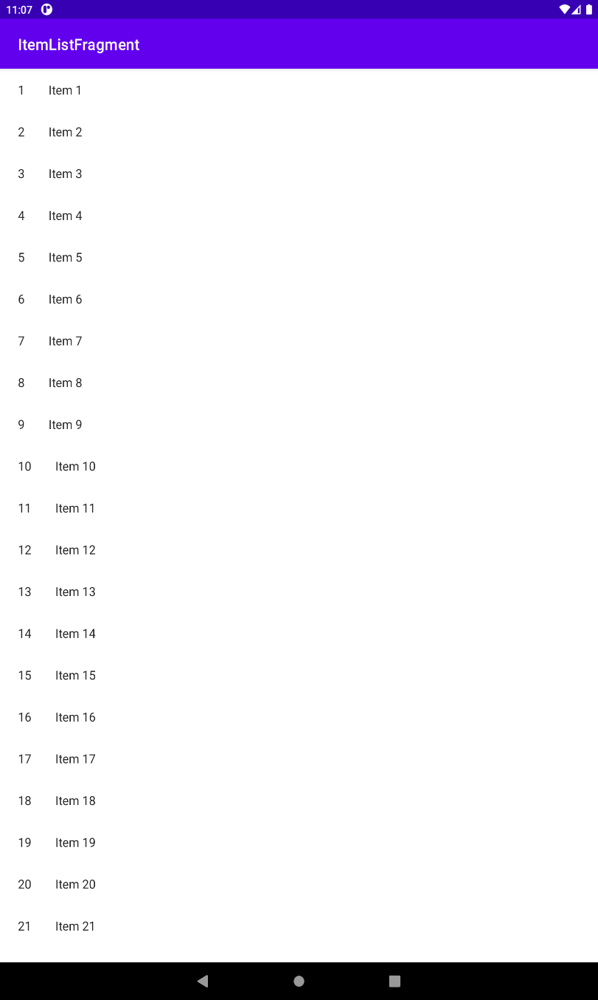 11:07
ItemListFragment
1 Item 1
2 Item 2
3 Item 3
4 Item 4
5 Item 5
6 Item 6
7 Item 7
8 Item 8
9 Item 9
10 Item 10
11 Item 11
12 Item 12
13 Item 13
14 Item 14
15 Item 15
16 Item 16
17 Item 17
18 Item 18
19 Item 19
20 Item 20
21 Item 21